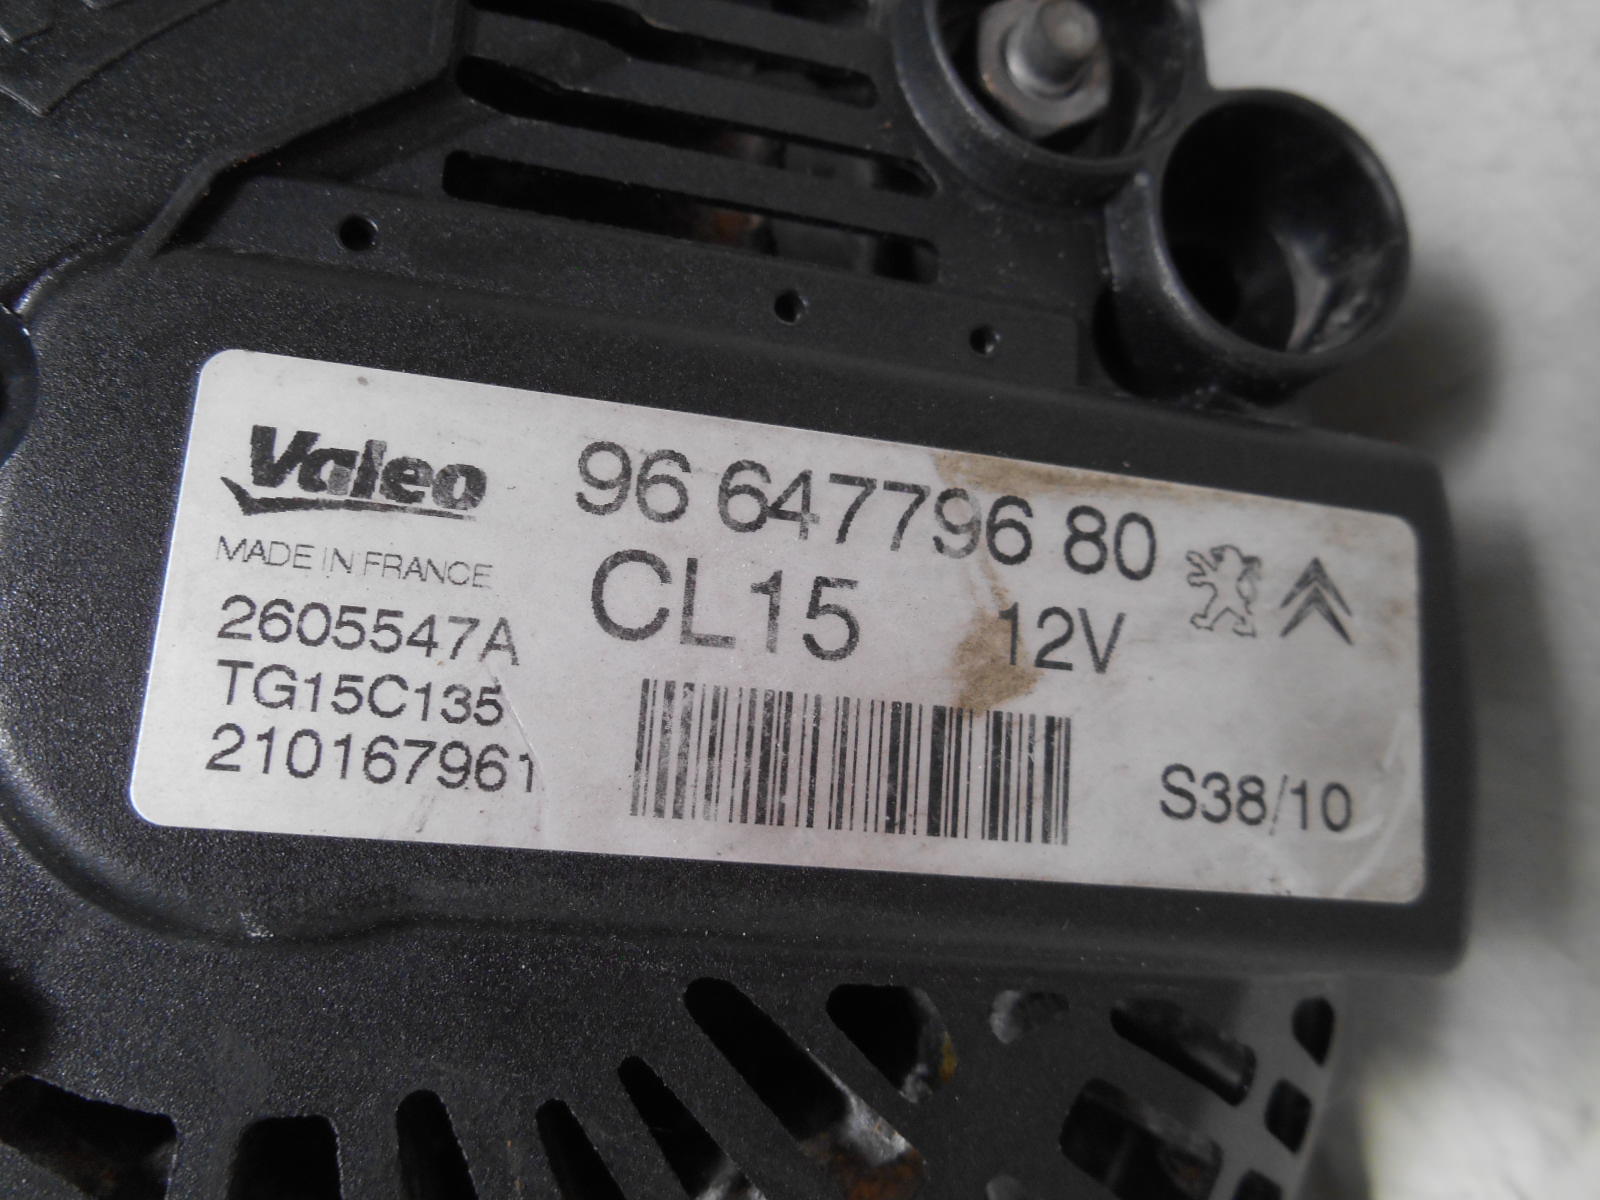 Valeo
MADE IN FRANCE
2605547A
TG15C135
210167961
96 647796 80
CL15 12V
S38/10